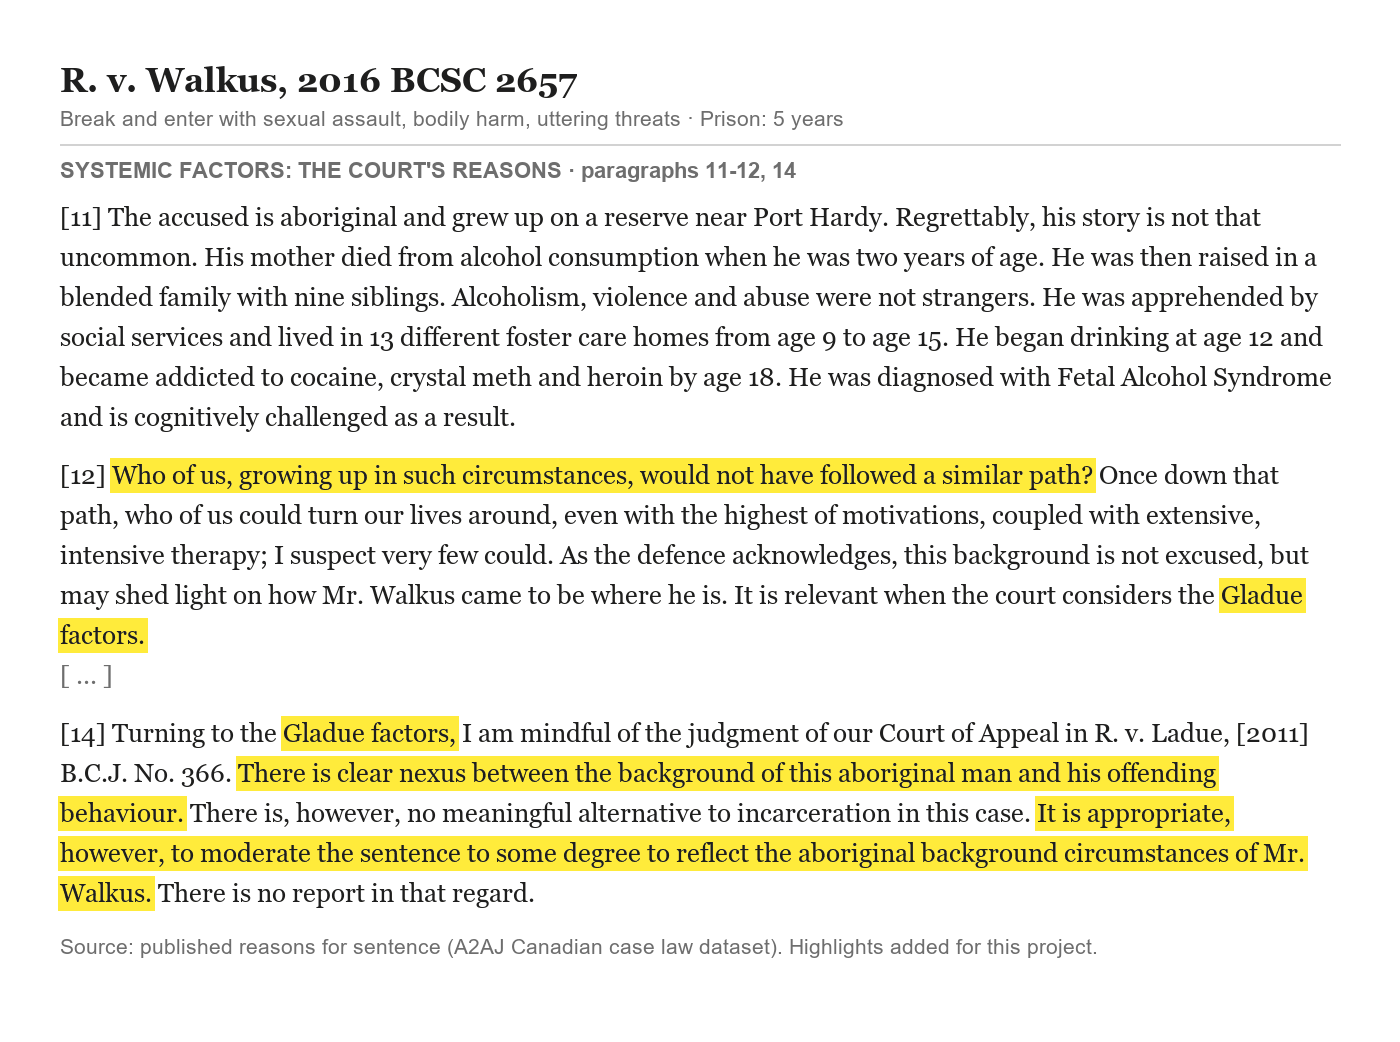 R. v. Walkus, 2016 BCSC 2657
Break and enter with sexual assault, bodily harm, uttering threats · Prison: 5 years
SYSTEMIC FACTORS: THE COURT'S REASONS · paragraphs 11-12, 14
[11] The accused is aboriginal and grew up on a reserve near Port Hardy. Regrettably, his story is not that
uncommon. His mother died from alcohol consumption when he was two years of age. He was then raised in a
blended family with nine siblings. Alcoholism, violence and abuse were not strangers. He was apprehended by
social services and lived in 13 different foster care homes from age 9 to age 15. He began drinking at age 12 and
became addicted to cocaine, crystal meth and heroin by age 18. He was diagnosed with Fetal Alcohol Syndrome
and is cognitively challenged as a result.
[12] Who of us, growing up in such circumstances, would not have followed a similar path? Once down that
path, who of us could turn our lives around, even with the highest of motivations, coupled with extensive,
intensive therapy; I suspect very few could. As the defence acknowledges, this background is not excused, but
may shed light on how Mr. Walkus came to be where he is. It is relevant when the court considers the Gladue
factors.
[ ... ]
[14] Turning to the Gladue factors, I am mindful of the judgment of our Court of Appeal in R. v. Ladue, [2011]
B.C.J. No. 366. There is clear nexus between the background of this aboriginal man and his offending
behaviour. There is, however, no meaningful alternative to incarceration in this case. It is appropriate,
however, to moderate the sentence to some degree to reflect the aboriginal background circumstances of Mr.
Walkus. There is no report in that regard.
Source: published reasons for sentence (A2AJ Canadian case law dataset). Highlights added for this project.